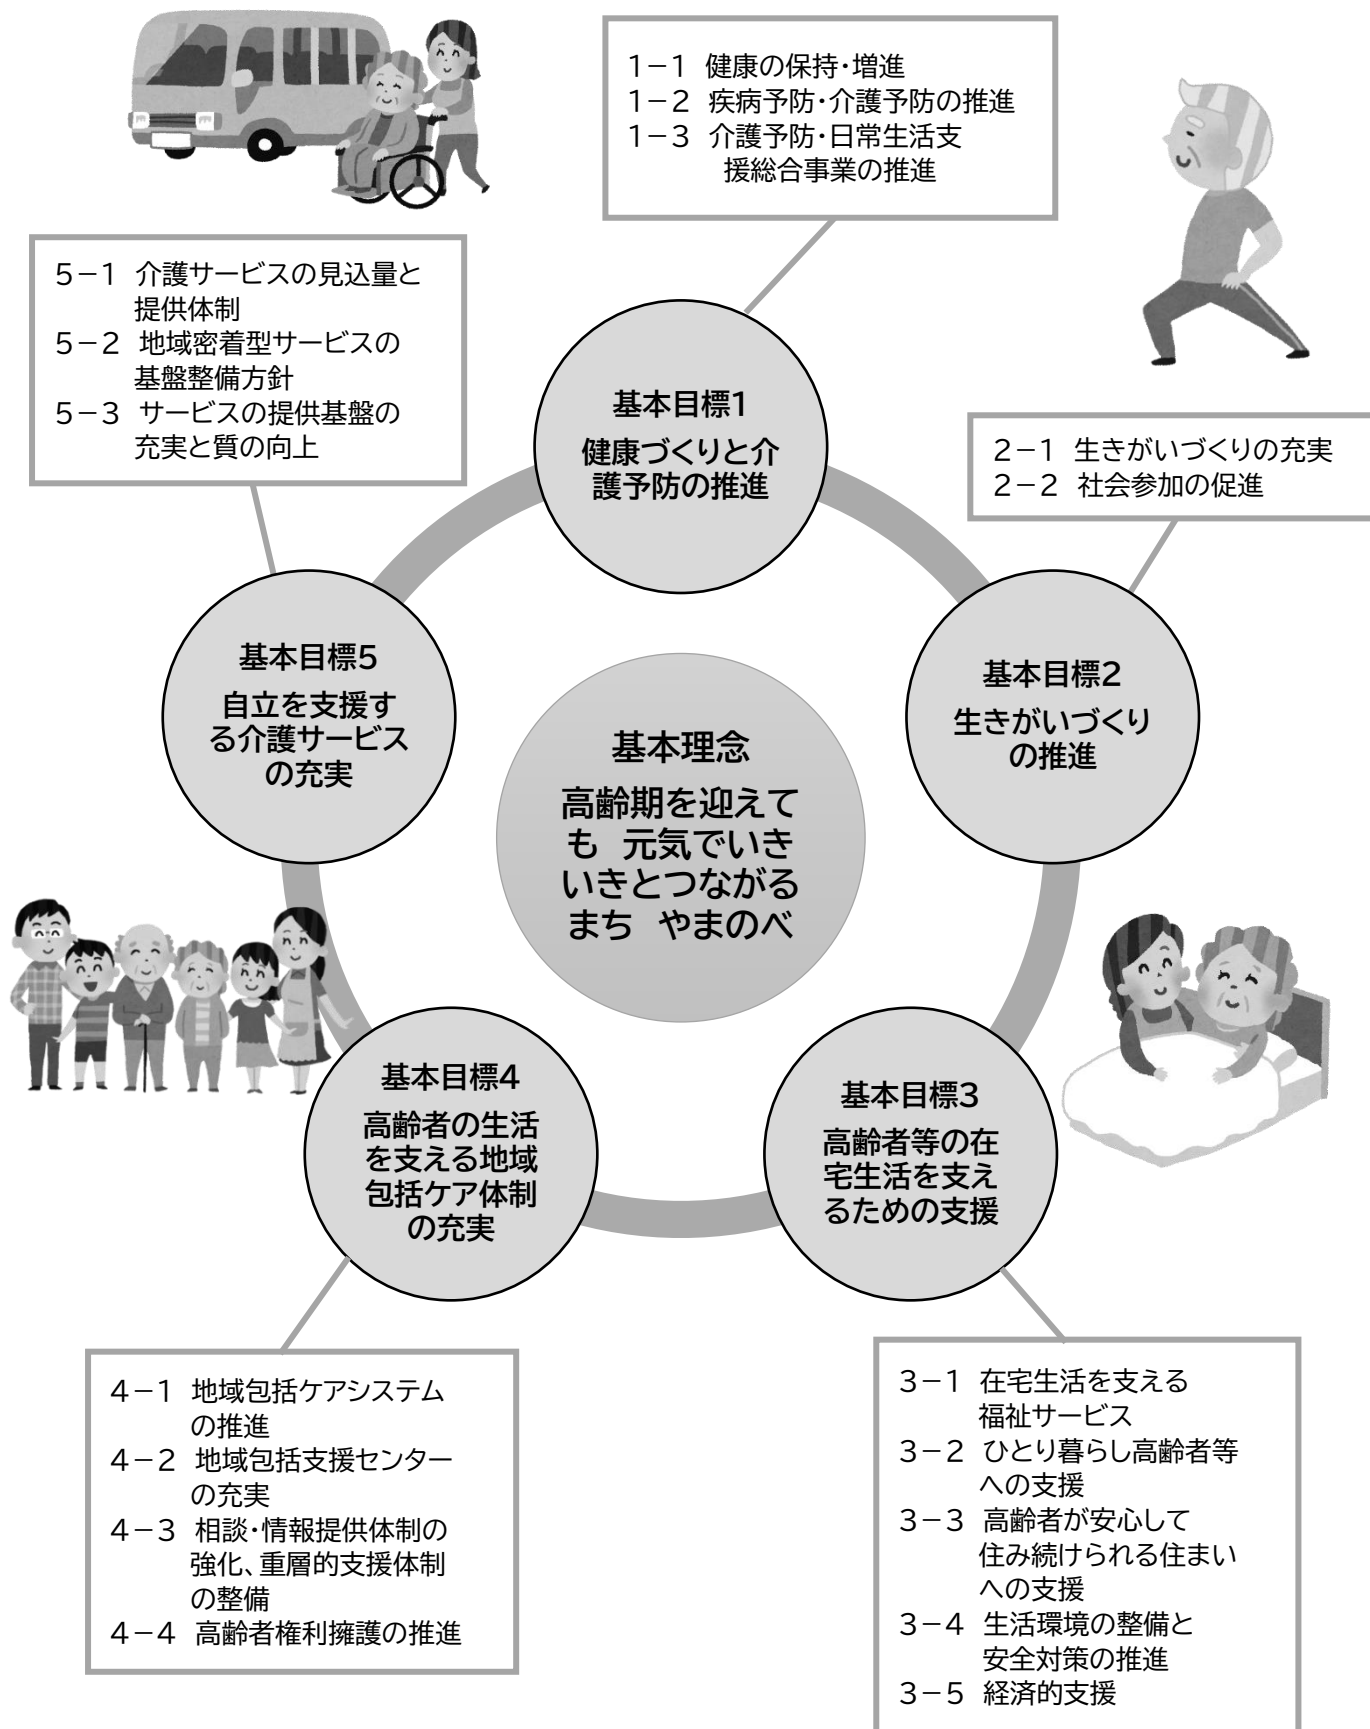 1－1 健康の保持・増進
1－2 疾病予防・介護予防の推進
1－3 介護予防・日常生活支
援総合事業の推進
5－1 介護サービスの見込量と
提供体制
5－2 地域密着型サービスの
基盤整備方針
5－3 サービスの提供基盤の
充実と質の向上
基本目標1
健康づくりと介
護予防の推進
2－1 生きがいづくりの充実
2－2 社会参加の促進
基本目標5
自立を支援す
る介護サービス
の充実
基本目標2
生きがいづくり
の推進
基本理念
高齢期を迎えて
も 元気でいき
いきとつながる
まち やまのべ
基本目標4
高齢者の生活
を支える地域
包括ケア体制
の充実
基本目標3
高齢者等の在
宅生活を支え
るための支援
4－1 地域包括ケアシステム
の推進
4－2 地域包括支援センター
の充実
4－3 相談・情報提供体制の
強化、重層的支援体制
の整備
4－4 高齢者権利擁護の推進
3－1 在宅生活を支える
福祉サービス
3－2 ひとり暮らし高齢者等
への支援
3－3 高齢者が安心して
住み続けられる住まい
への支援
3－4 生活環境の整備と
安全対策の推進
3－5 経済的支援